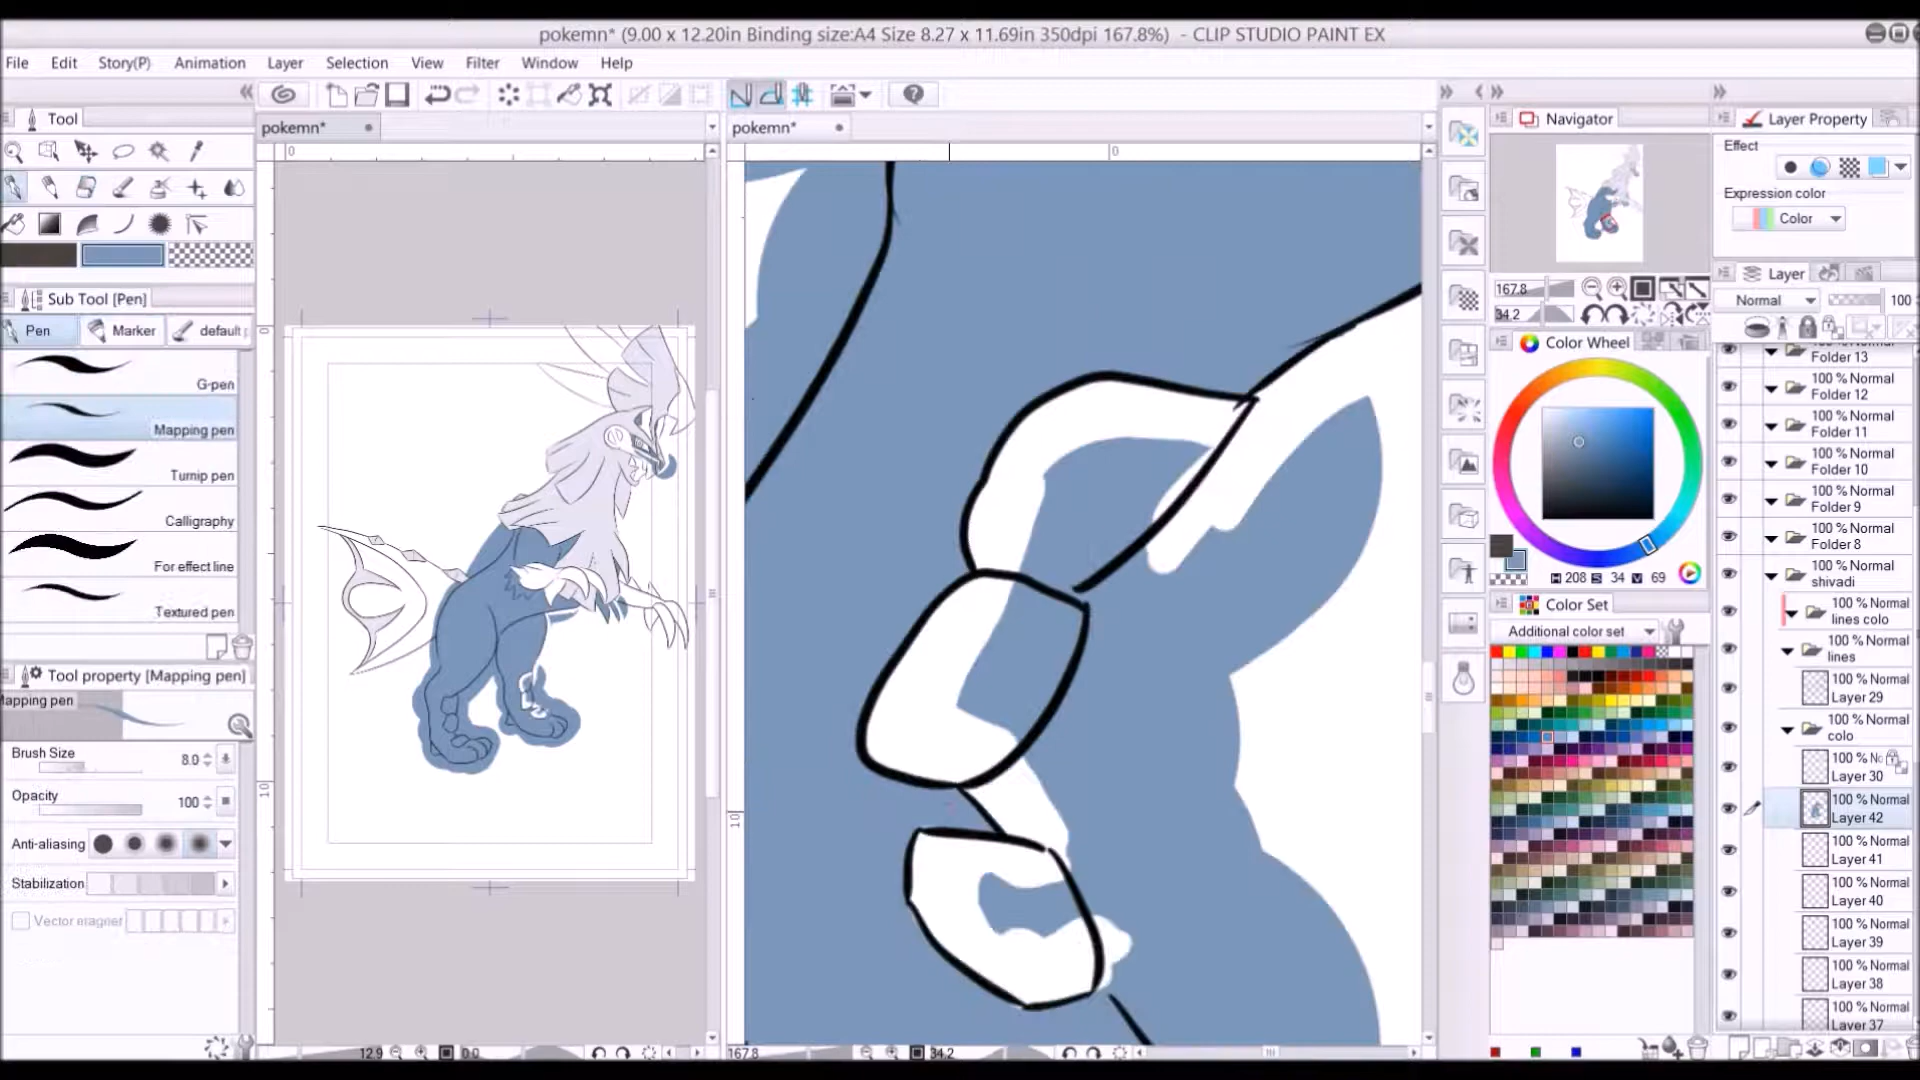 pokemn* (9.00 x 12.20in Binding size:A4 Size 8.27 x 11.69in 350dpi 167.8%) - CLIP STUDIO PAINT EX
File Edit Story(P) Animation Layer Selection View Filter Window Help
Tool
pokemn*
pokemn*
Navigator
Layer Property
0
0
Effect
Expression color
Color
Sub Tool [Pen]
Pen
Marker
default
G-pen
Mapping pen
Turnip pen
Calligraphy
For effect line
Textured pen
Tool property [Mapping pen]
Mapping pen
Brush Size
8.0
Opacity
100
Anti-aliasing
Stabilization
Vector magnet
0
10
10
12.9
0.0
167.8
34.2
167.8
34.2
Color Wheel
H 208 S 34 V 69
Color Set
Additional color set
Layer
Normal
100
Folder 13
100 % Normal
Folder 12
100 % Normal
Folder 11
100 % Normal
Folder 10
100 % Normal
Folder 9
100 % Normal
Folder 8
100 % Normal
shivadi
100 % Normal
lines colo
100 % Normal
lines
100 % Normal
Layer 29
100 % Normal
colo
100 % Nc
Layer 30
100 % Normal
Layer 42
100 % Normal
Layer 41
100 % Normal
Layer 40
100 % Normal
Layer 39
100 % Normal
Layer 38
100 % Normal
Layer 37